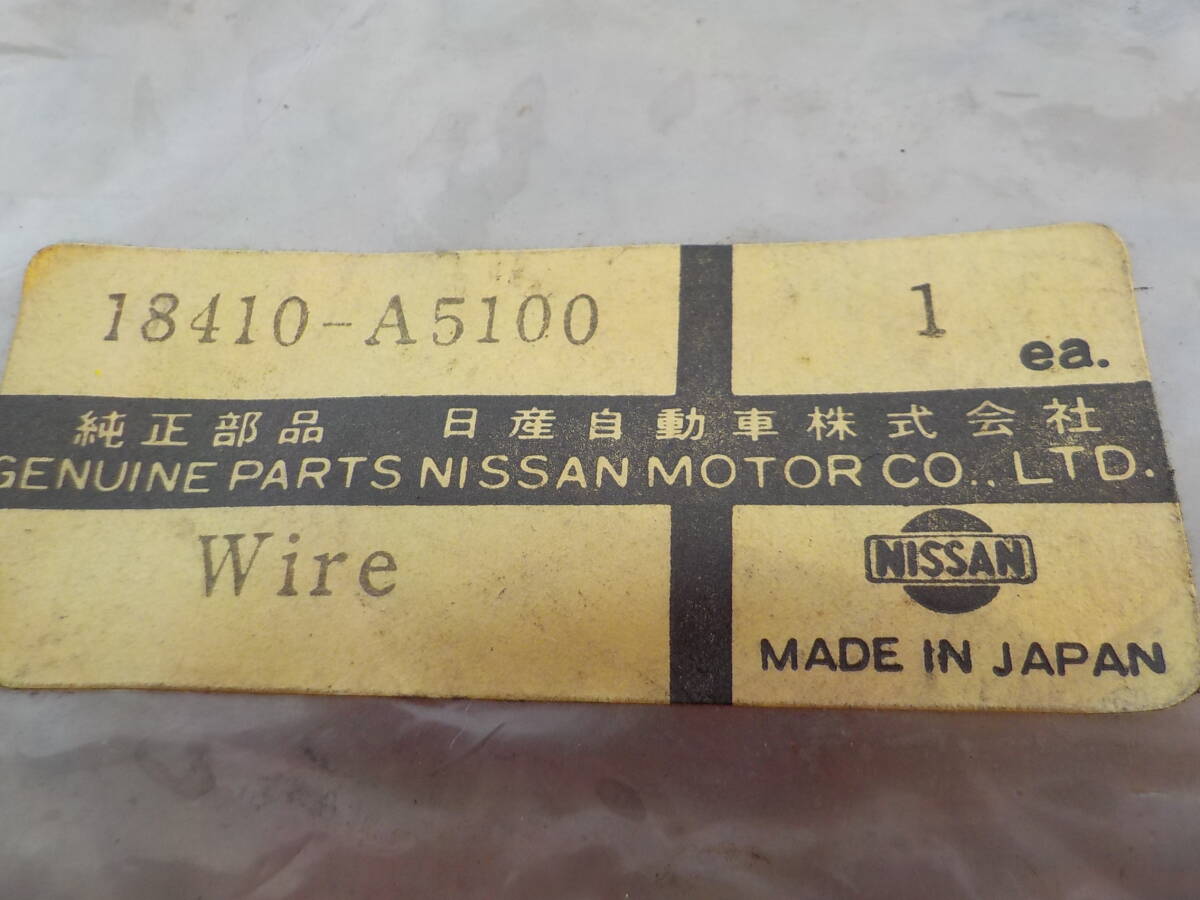 18410-A5100
1 ea.
純正部品 日産自動車株式会社
GENUINE PARTS NISSAN MOTOR CO., LTD.
Wire
NISSAN
MADE IN JAPAN